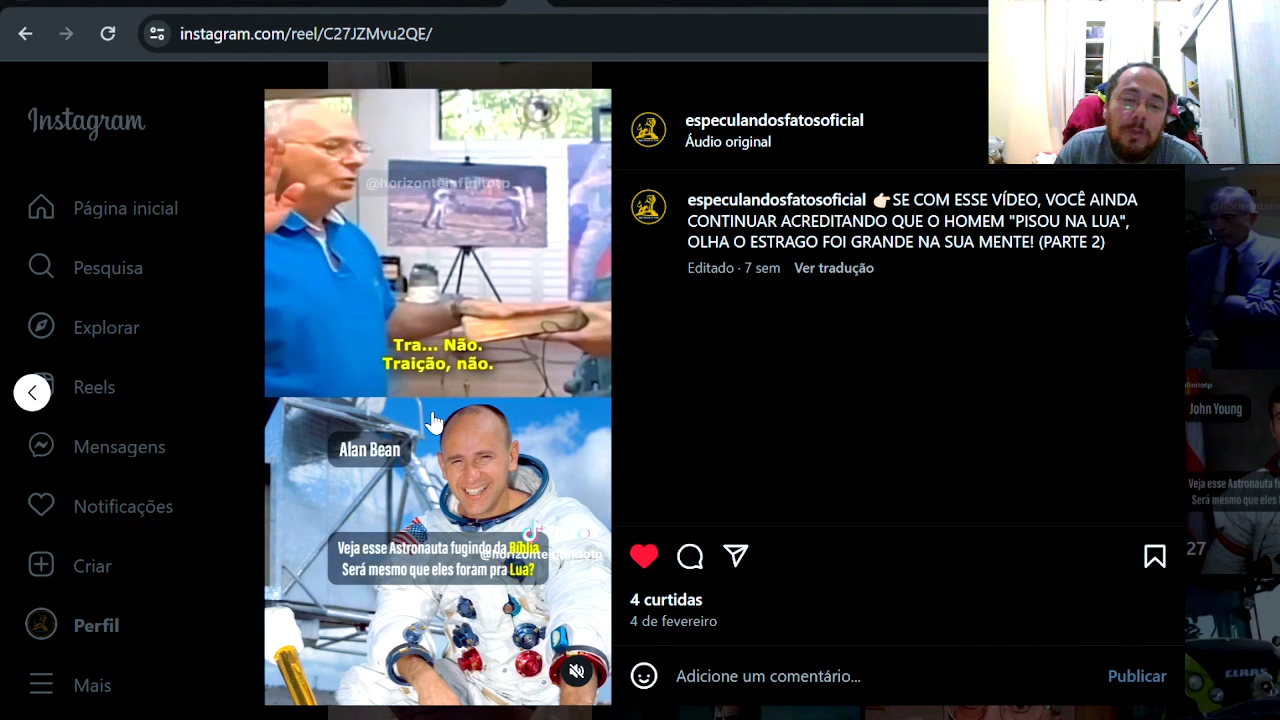 instagram.com/reel/C27JZMvu2QE/
Instagram
Página inicial
Pesquisa
Explorar
Reels
Mensagens
Notificações
Criar
Perfil
Mais
@horizonteinfinitotp
Tra... Não.
Traição, não.
Alan Bean
Veja esse Astronauta fugindo da Bíblia
@horizonteinfinitotp
Será mesmo que eles foram pra Lua?
especulandosfatosoficial
Áudio original
especulandosfatosoficial 👉🏻SE COM ESSE VÍDEO, VOCÊ AINDA
CONTINUAR ACREDITANDO QUE O HOMEM "PISOU NA LUA",
OLHA O ESTRAGO FOI GRANDE NA SUA MENTE! (PARTE 2)
Editado · 7 sem Ver tradução
4 curtidas
4 de fevereiro
Adicione um comentário...
Publicar
John Young
Veja esse Astronauta fu
Será mesmo que eles
27
CLAAS